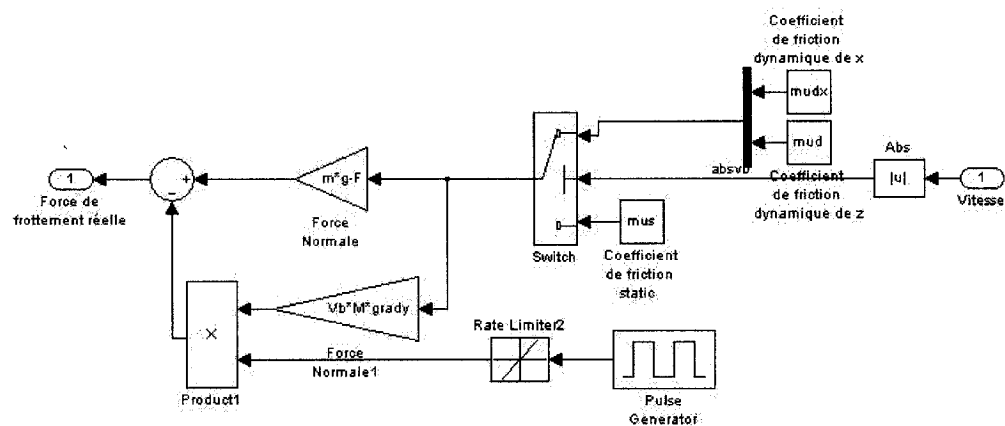 Coefficient
de friction
dynamique de x
mudx
mud
absvb
Coefficient
de friction
dynamique de z
Abs
|u|
1
Vitesse
1
Force de
frottement réelle
+
−
m*g-F
Force
Normale
Switch
mus
Coefficient
de friction
static
Vb*M*grady
×
Product1
Force
Normale1
Rate Limiter2
Pulse
Generator